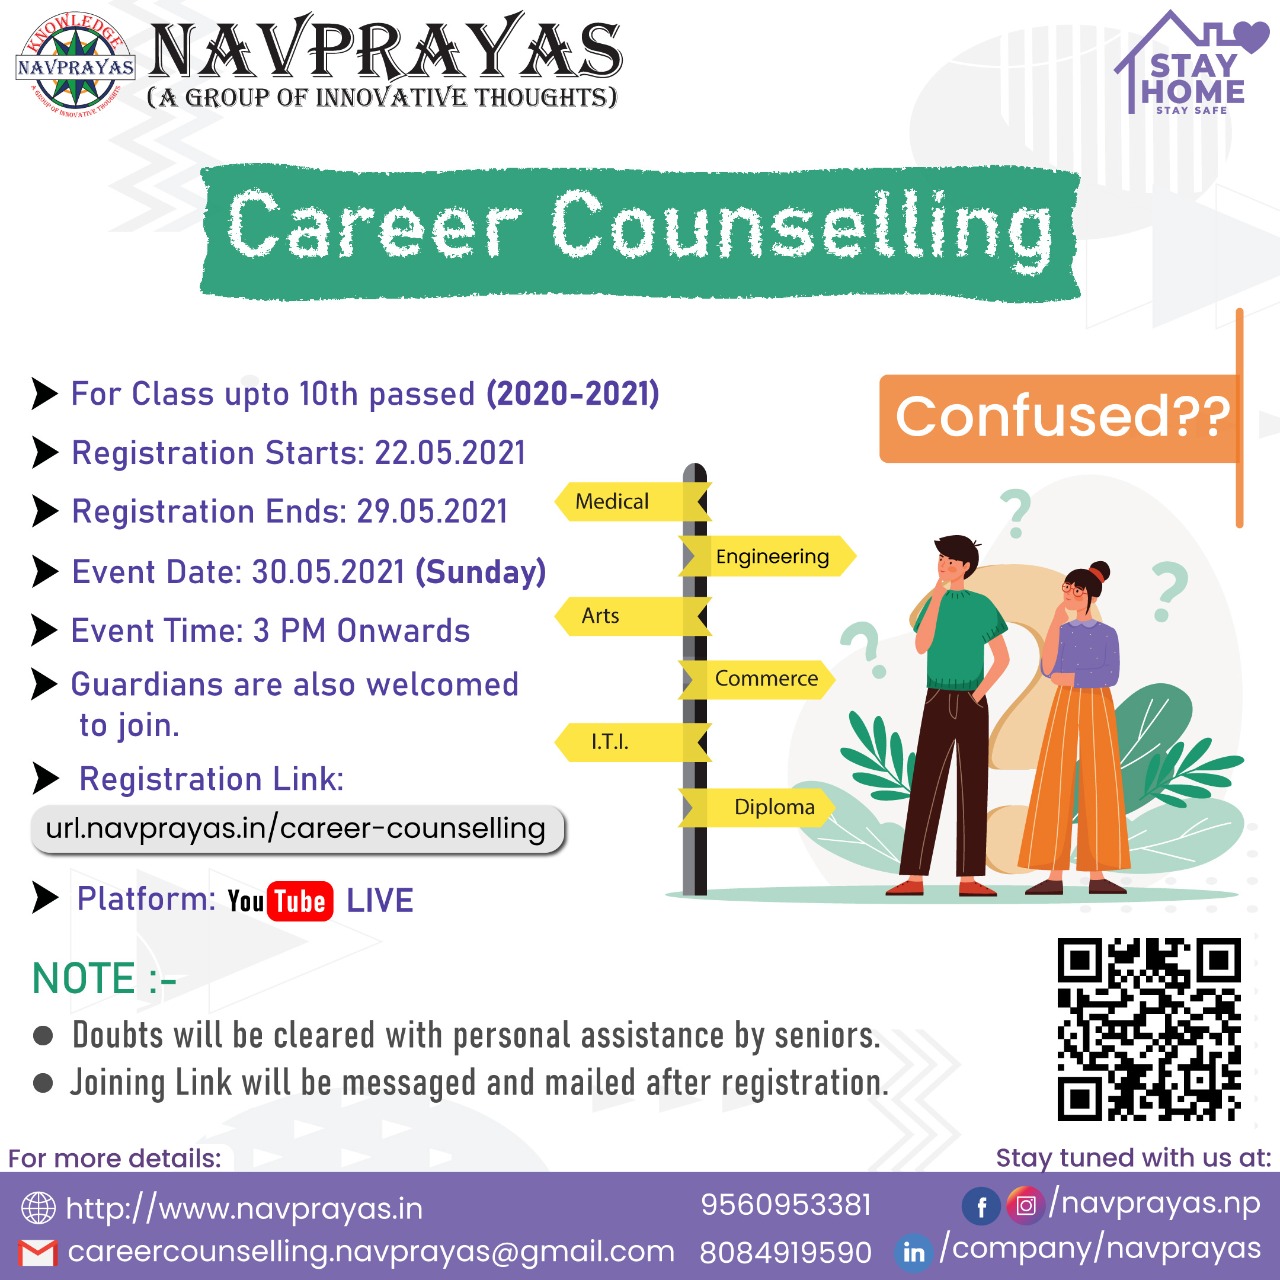 KNOWLEDGE
NAVPRAYAS
A GROUP OF INNOVATIVE THOUGHTS
NAVPRAYAS
(A GROUP OF INNOVATIVE THOUGHTS)
STAY
HOME
STAY SAFE
Career Counselling
For Class upto 10th passed (2020-2021)
Registration Starts: 22.05.2021
Registration Ends: 29.05.2021
Event Date: 30.05.2021 (Sunday)
Event Time: 3 PM Onwards
Guardians are also welcomed
to join.
Registration Link:
url.navprayas.in/career-counselling
Platform: YouTube LIVE
Confused??
Medical
Engineering
Arts
Commerce
I.T.I.
Diploma
NOTE :-
Doubts will be cleared with personal assistance by seniors.
Joining Link will be messaged and mailed after registration.
For more details:
http://www.navprayas.in
careercounselling.navprayas@gmail.com
9560953381
8084919590
Stay tuned with us at:
/navprayas.np
in /company/navprayas